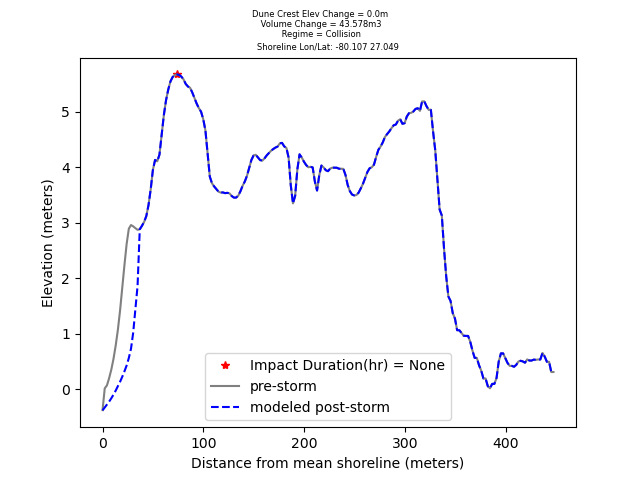 Dune Crest Elev Change = 0.0m
Volume Change = 43.578m3
Regime = Collision
Shoreline Lon/Lat: -80.107 27.049
5
4
3
2
1
0
Elevation (meters)
Impact Duration(hr) = None
pre-storm
modeled post-storm
0 100 200 300 400
Distance from mean shoreline (meters)